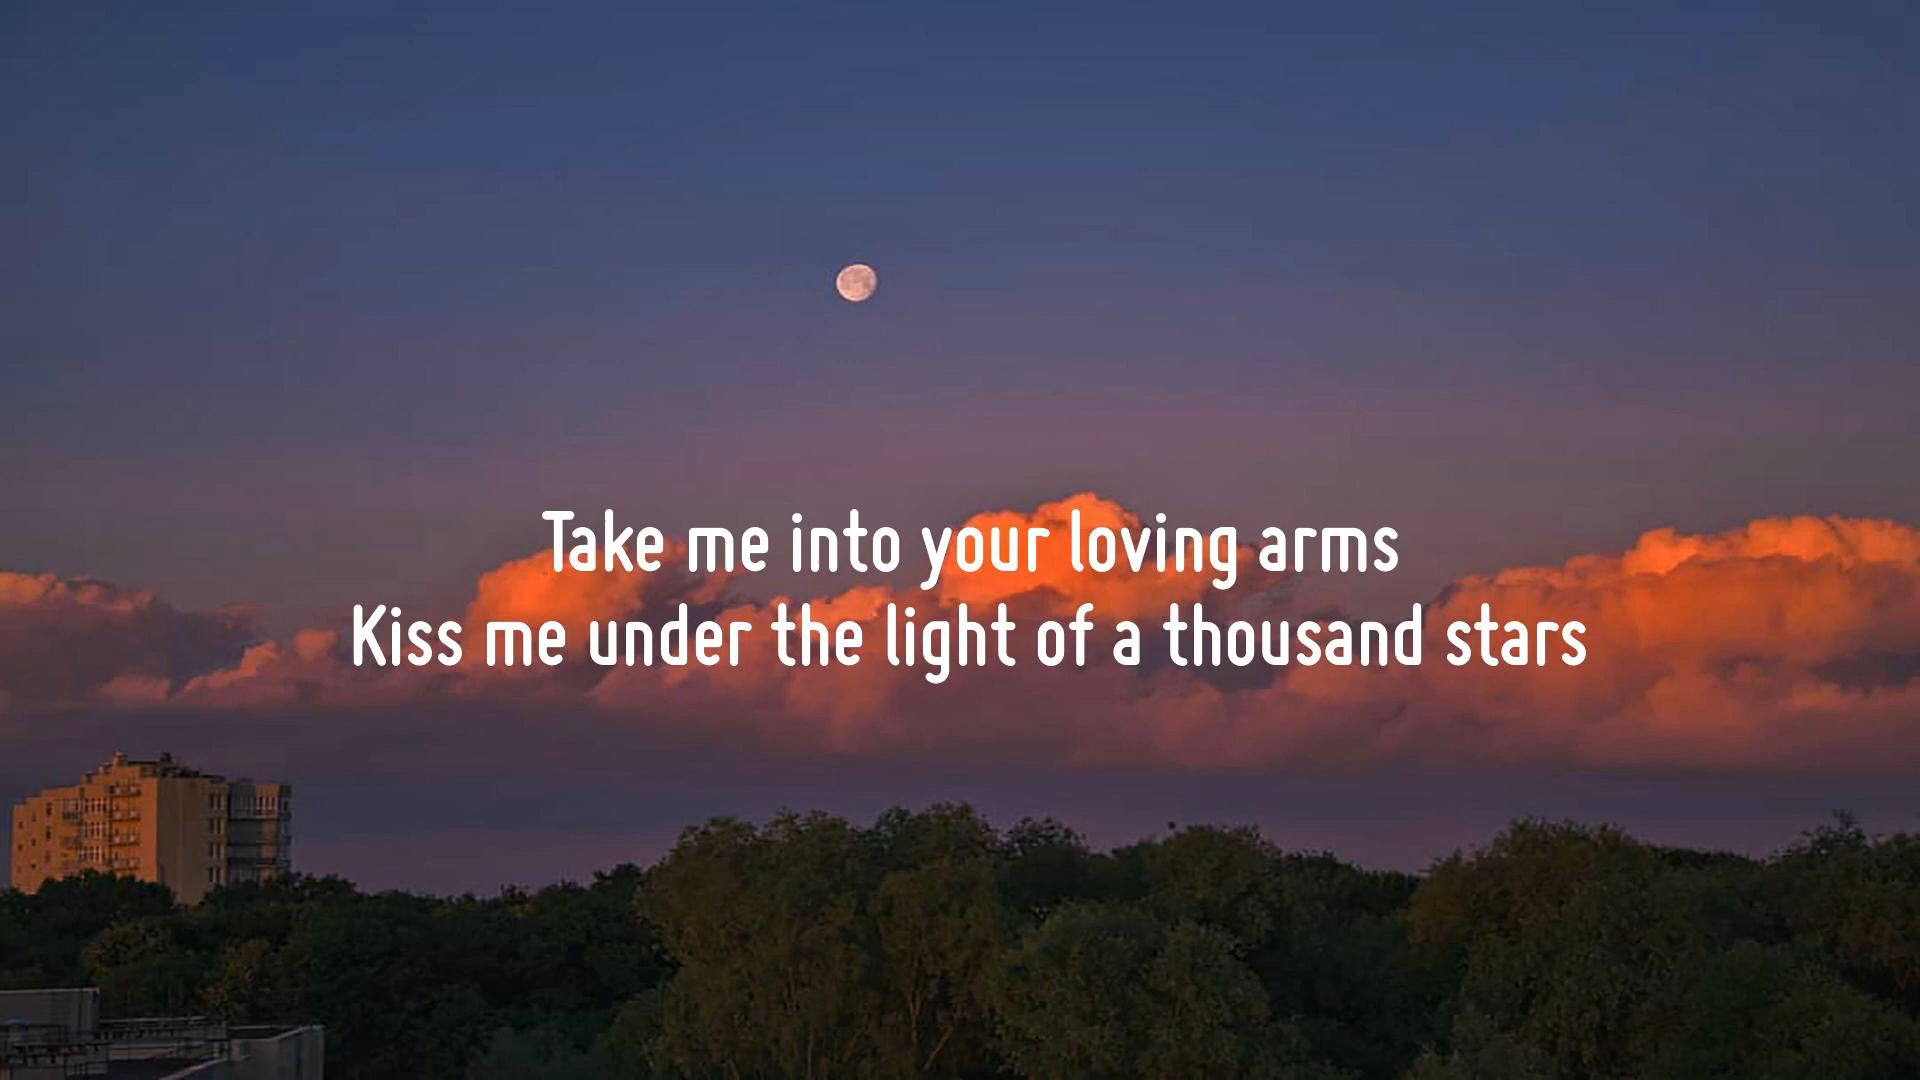 Take me into your loving arms
Kiss me under the light of a thousand stars